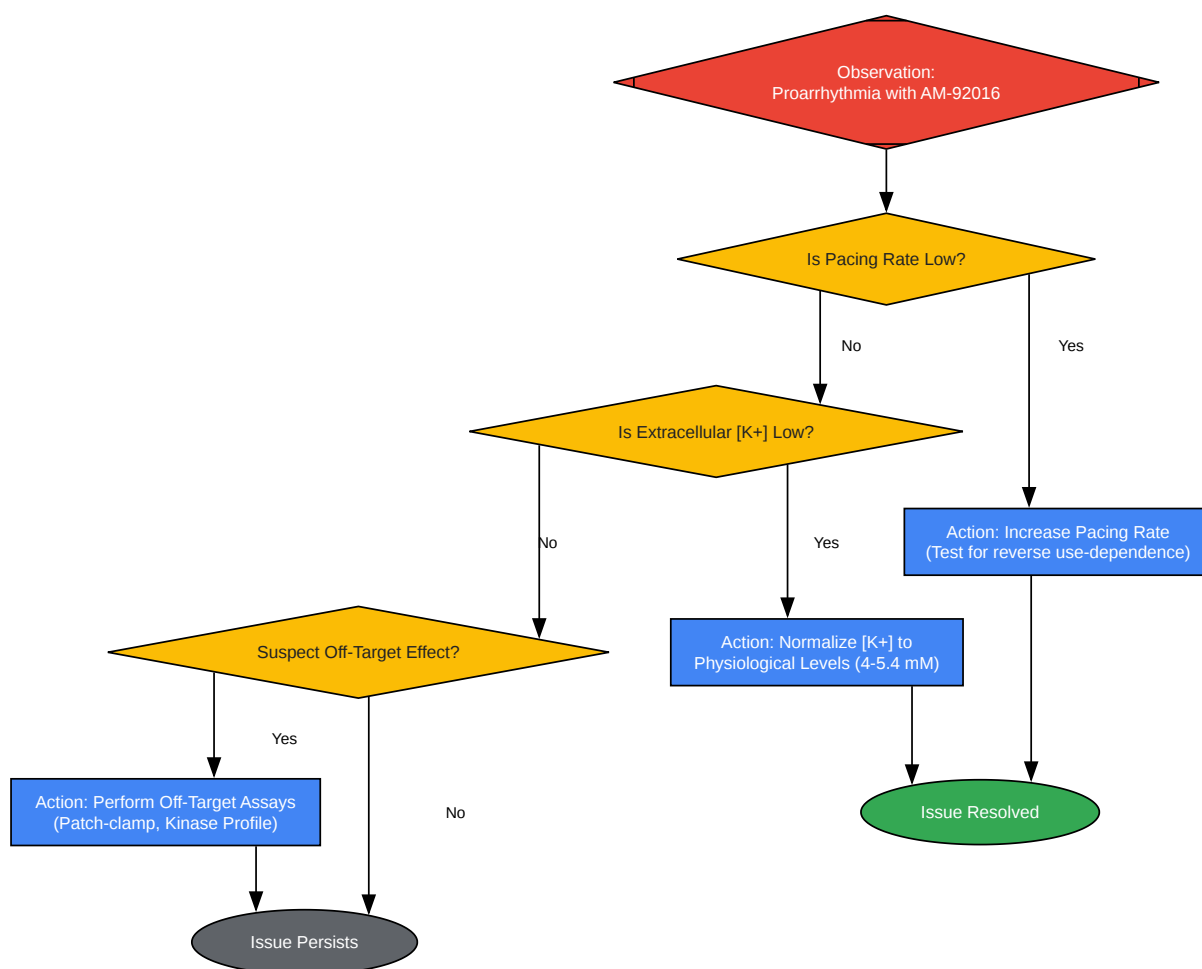 Observation:
Proarrhythmia with AM-92016
Is Pacing Rate Low?
No
Yes
Is Extracellular [K+] Low?
No
Yes
Action: Increase Pacing Rate
(Test for reverse use-dependence)
Suspect Off-Target Effect?
Action: Normalize [K+] to
Physiological Levels (4-5.4 mM)
Yes
No
Action: Perform Off-Target Assays
(Patch-clamp, Kinase Profile)
Issue Resolved
Issue Persists